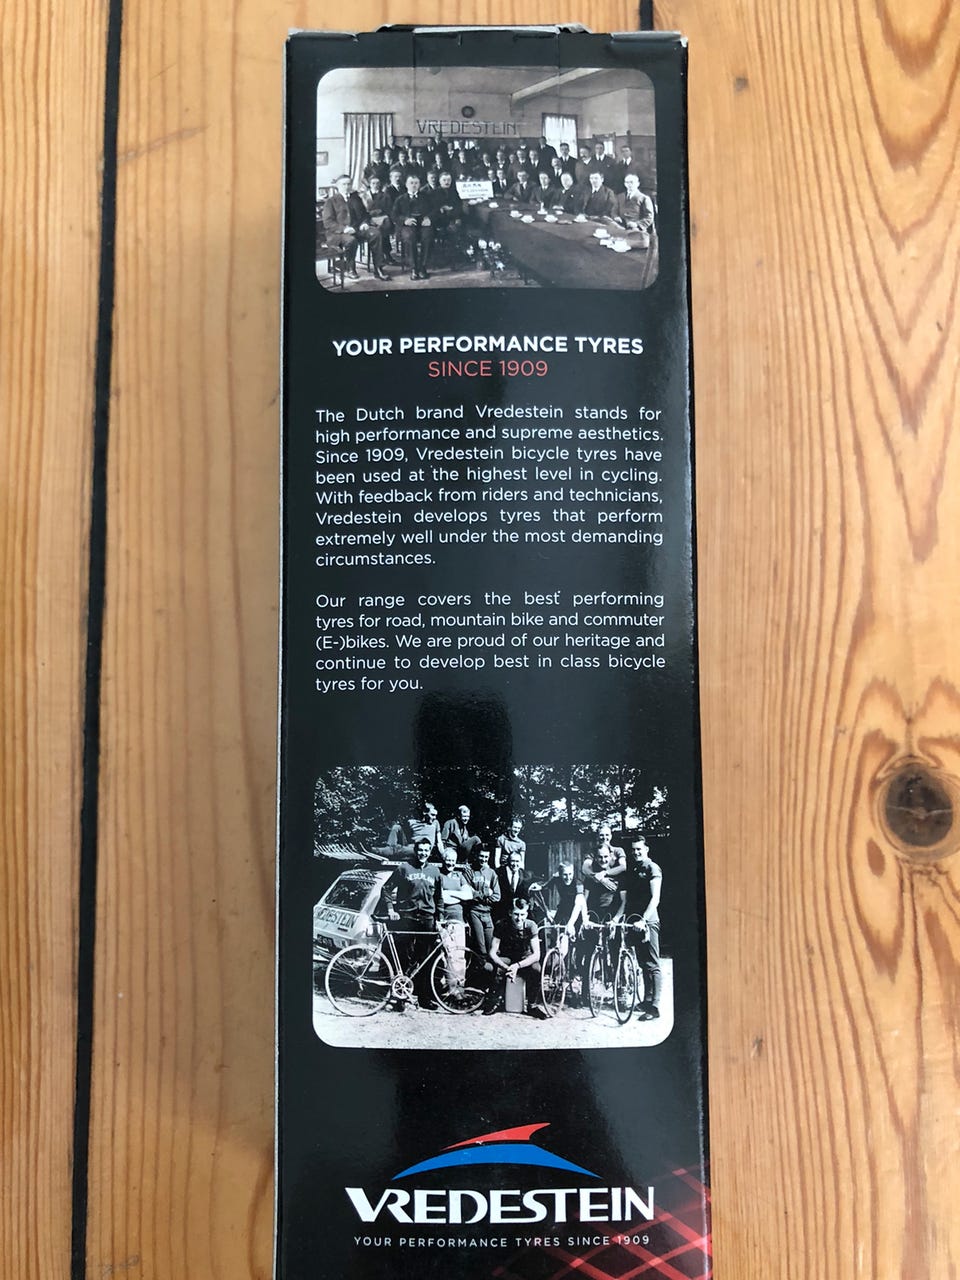 VREDESTEIN
YOUR PERFORMANCE TYRES
SINCE 1909
The Dutch brand Vredestein stands for
high performance and supreme aesthetics.
Since 1909, Vredestein bicycle tyres have
been used at the highest level in cycling.
With feedback from riders and technicians,
Vredestein develops tyres that perform
extremely well under the most demanding
circumstances.
Our range covers the best performing
tyres for road, mountain bike and commuter
(E-)bikes. We are proud of our heritage and
continue to develop best in class bicycle
tyres for you.
VREDESTEIN
VREDESTEIN
YOUR PERFORMANCE TYRES SINCE 1909